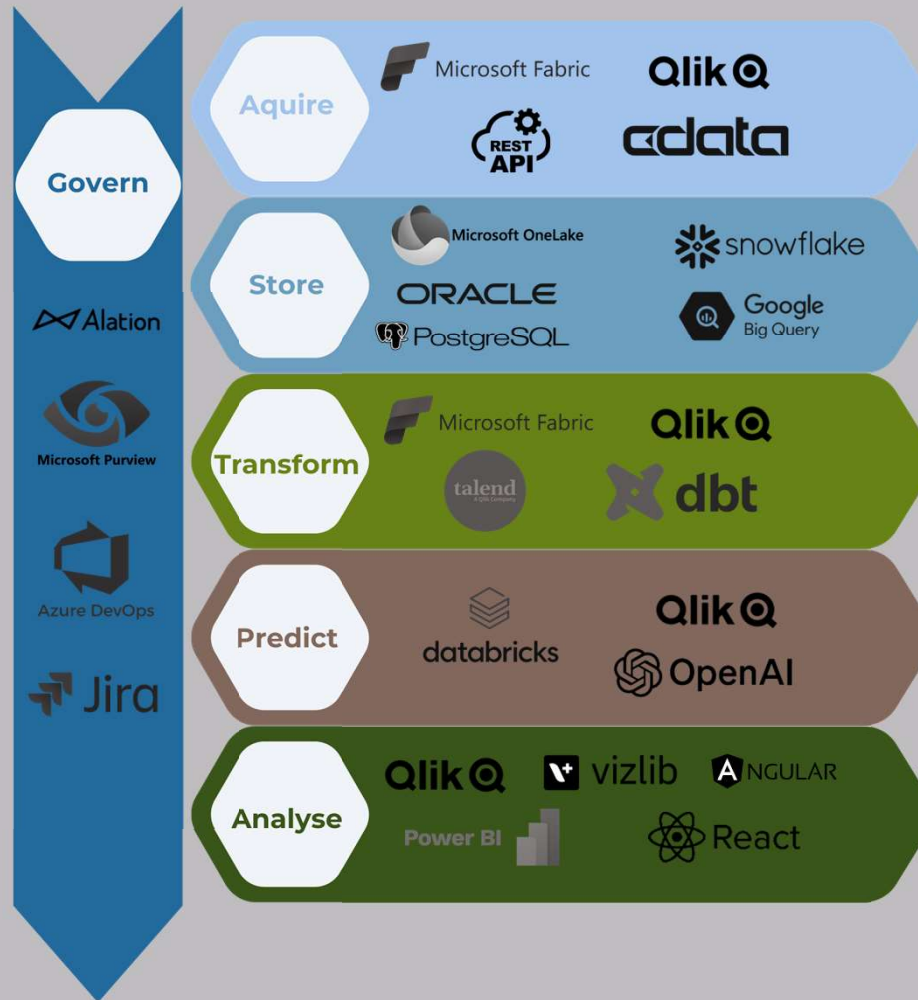 Govern
Alation
Microsoft Purview
Azure DevOps
Jira
Aquire
Microsoft Fabric
Qlik
REST
API
cdata
Store
Microsoft OneLake
snowflake
ORACLE
Google
Big Query
PostgreSQL
Transform
Microsoft Fabric
Qlik
talend
A Qlik Company
dbt
Predict
databricks
Qlik
OpenAI
Analyse
Qlik
vizlib
ANGULAR
Power BI
React